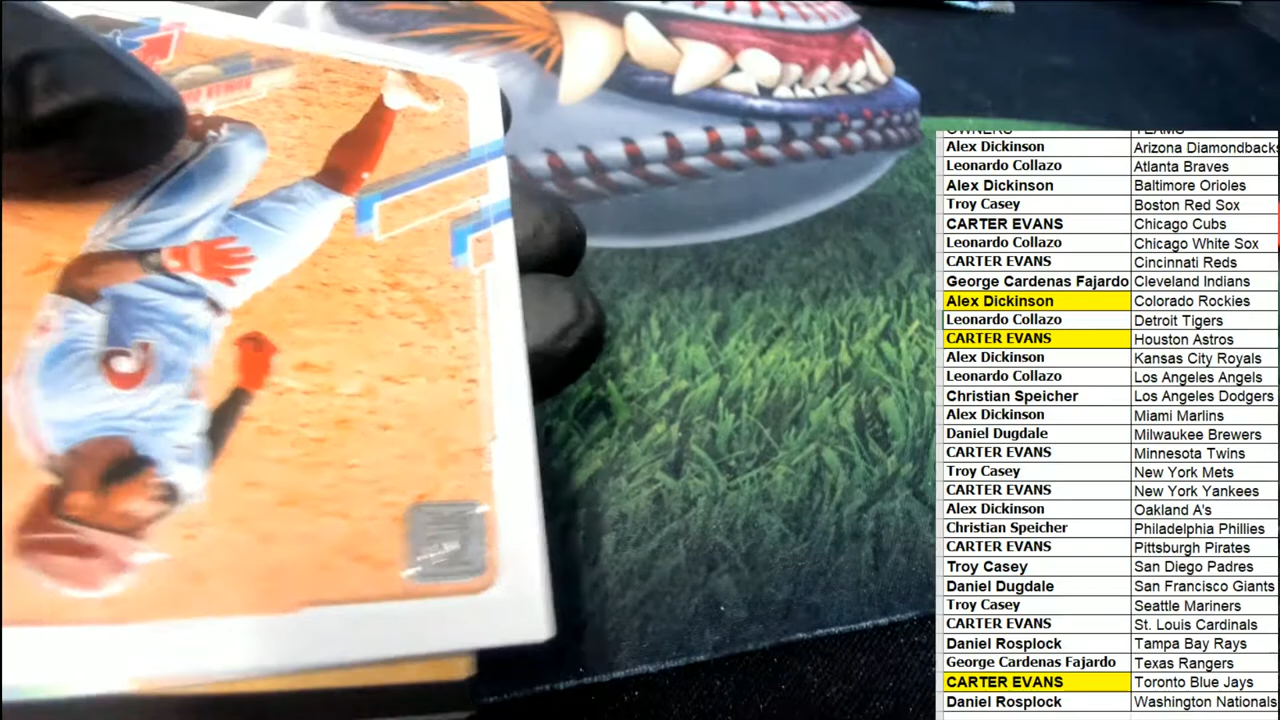 OWNERS TEAMS
Alex Dickinson Arizona Diamondbacks
Leonardo Collazo Atlanta Braves
Alex Dickinson Baltimore Orioles
Troy Casey Boston Red Sox
CARTER EVANS Chicago Cubs
Leonardo Collazo Chicago White Sox
CARTER EVANS Cincinnati Reds
George Cardenas Fajardo Cleveland Indians
Alex Dickinson Colorado Rockies
Leonardo Collazo Detroit Tigers
CARTER EVANS Houston Astros
Alex Dickinson Kansas City Royals
Leonardo Collazo Los Angeles Angels
Christian Speicher Los Angeles Dodgers
Alex Dickinson Miami Marlins
Daniel Dugdale Milwaukee Brewers
CARTER EVANS Minnesota Twins
Troy Casey New York Mets
CARTER EVANS New York Yankees
Alex Dickinson Oakland A's
Christian Speicher Philadelphia Phillies
CARTER EVANS Pittsburgh Pirates
Troy Casey San Diego Padres
Daniel Dugdale San Francisco Giants
Troy Casey Seattle Mariners
CARTER EVANS St. Louis Cardinals
Daniel Rosplock Tampa Bay Rays
George Cardenas Fajardo Texas Rangers
CARTER EVANS Toronto Blue Jays
Daniel Rosplock Washington Nationals